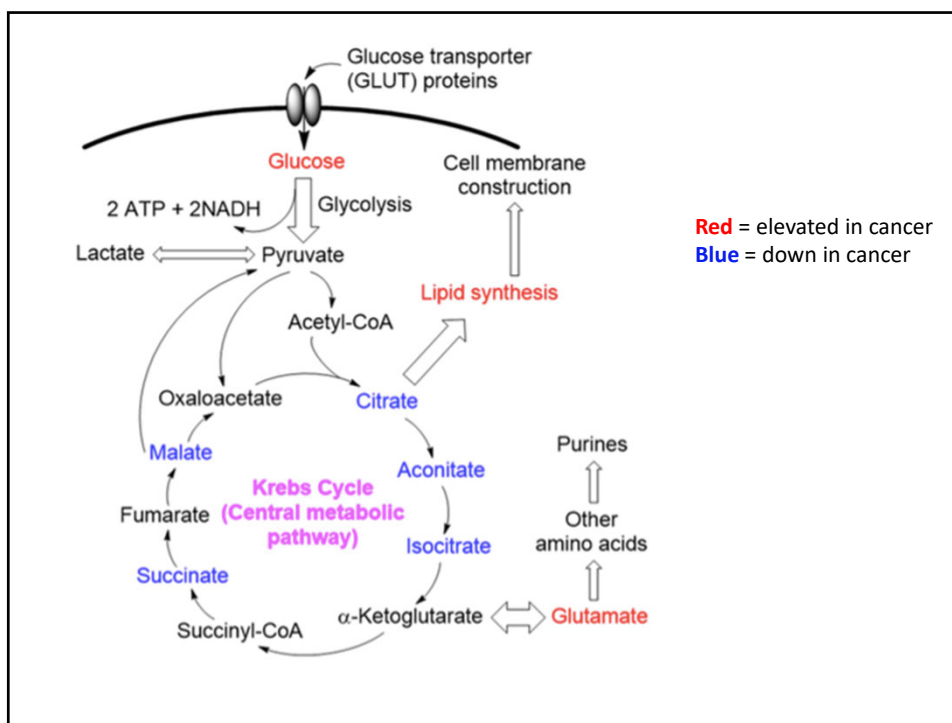 Glucose transporter
(GLUT) proteins
Glucose
Cell membrane
construction
2 ATP + 2NADH
Glycolysis
Red = elevated in cancer
Blue = down in cancer
Lactate
Pyruvate
Lipid synthesis
Acetyl-CoA
Oxaloacetate
Citrate
Malate
Aconitate
Purines
Krebs Cycle
(Central metabolic
pathway)
Fumarate
Other
amino acids
Isocitrate
Succinate
α-Ketoglutarate
Glutamate
Succinyl-CoA